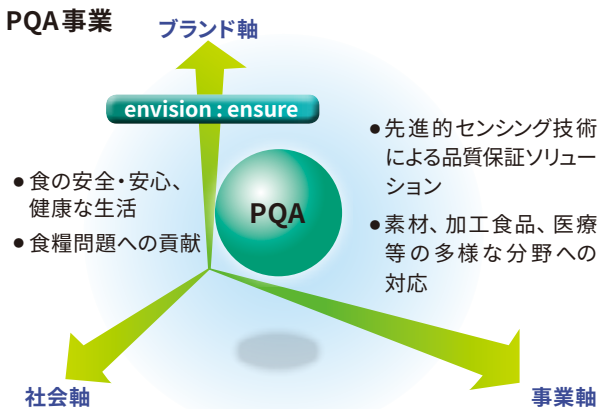 PQA事業
ブランド軸
envision : ensure
● 食の安全・安心、
健康な生活
● 食糧問題への貢献
PQA
● 先進的センシング技術
による品質保証ソリュー
ション
● 素材、加工食品、医療
等の多様な分野への
対応
社会軸
事業軸